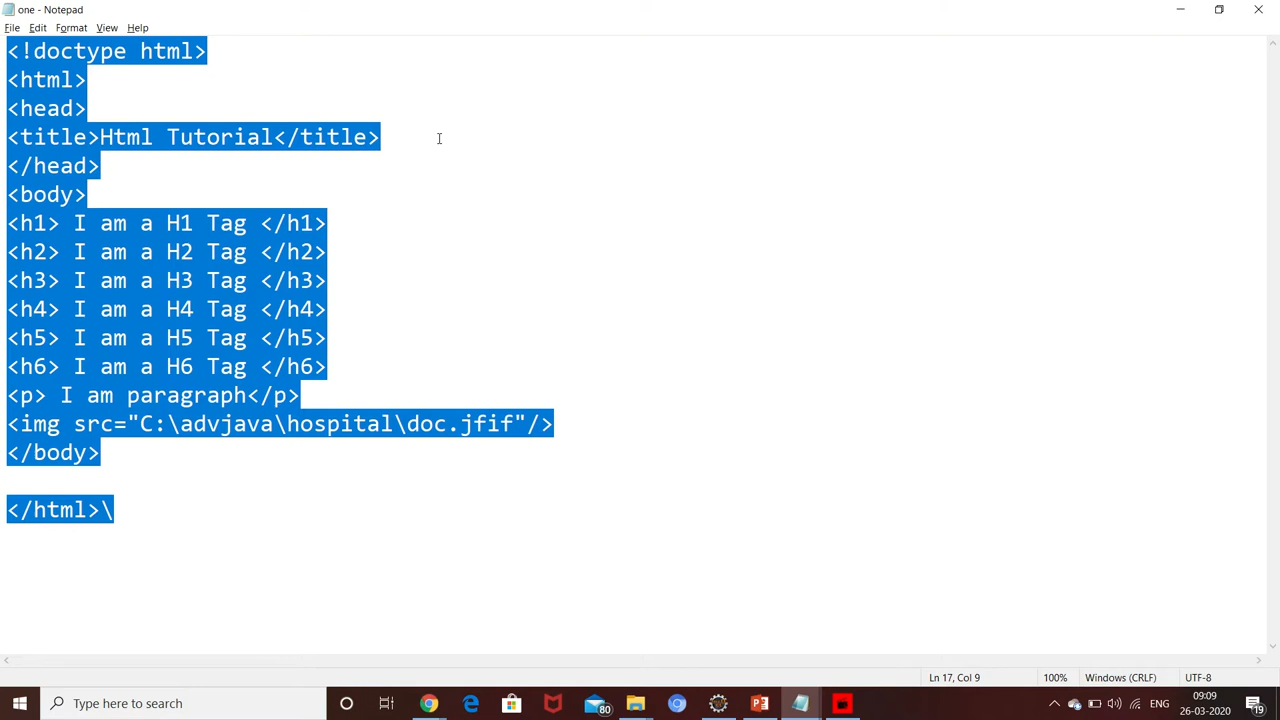 one - Notepad
File Edit Format View Help
<!doctype html>
<html>
<head>
<title>Html Tutorial</title>
</head>
<body>
<h1> I am a H1 Tag </h1>
<h2> I am a H2 Tag </h2>
<h3> I am a H3 Tag </h3>
<h4> I am a H4 Tag </h4>
<h5> I am a H5 Tag </h5>
<h6> I am a H6 Tag </h6>
<p> I am paragraph</p>
<img src="C:\advjava\hospital\doc.jfif"/>
</body>
</html>\
Ln 17, Col 9 100% Windows (CRLF) UTF-8
Type here to search 80 ENG 09:09
26-03-2020 19